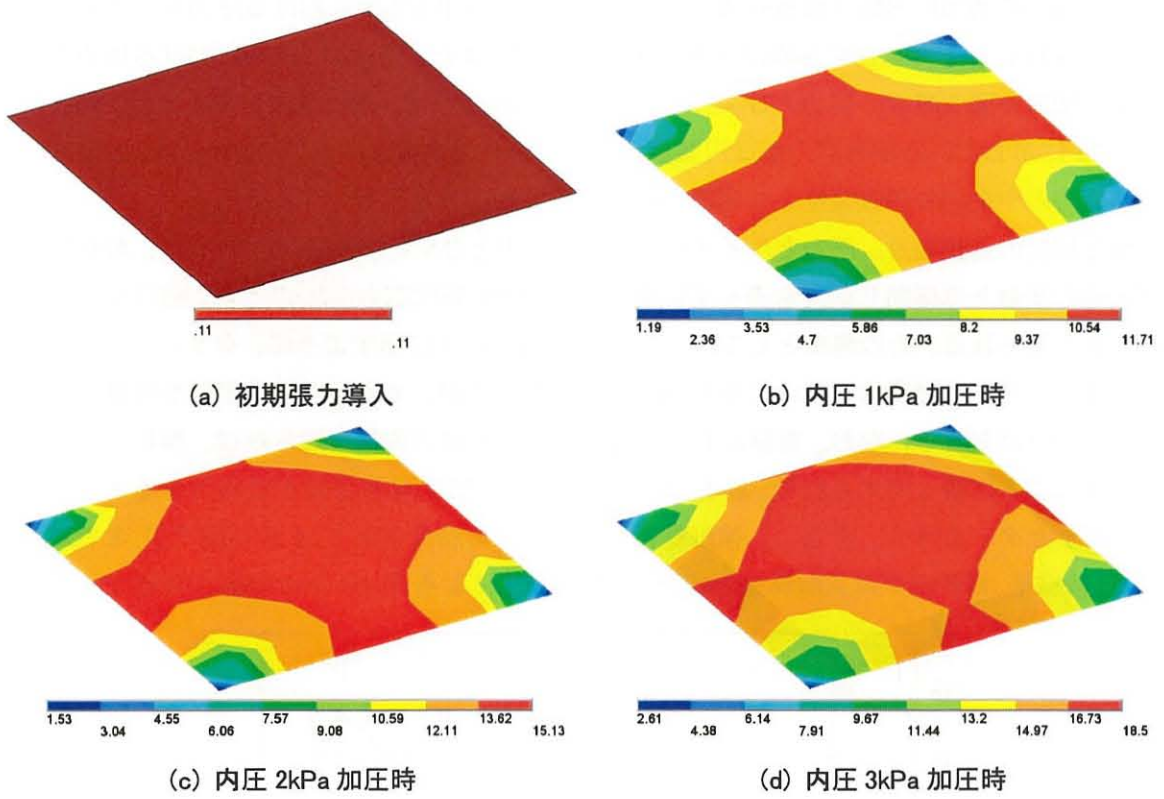 .11
.11
(a) 初期張力導入
1.19 3.53 5.86 8.2 10.54
2.36 4.7 7.03 9.37 11.71
(b) 内圧 1kPa 加圧時
1.53 4.55 7.57 10.59 13.62
3.04 6.06 9.08 12.11 15.13
(c) 内圧 2kPa 加圧時
2.61 6.14 9.67 13.2 16.73
4.38 7.91 11.44 14.97 18.5
(d) 内圧 3kPa 加圧時